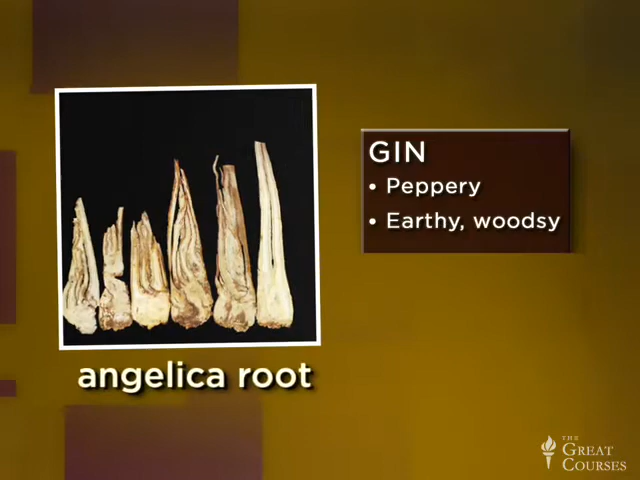 GIN
• Peppery
• Earthy, woodsy
angelica root
THE
GREAT
COURSES